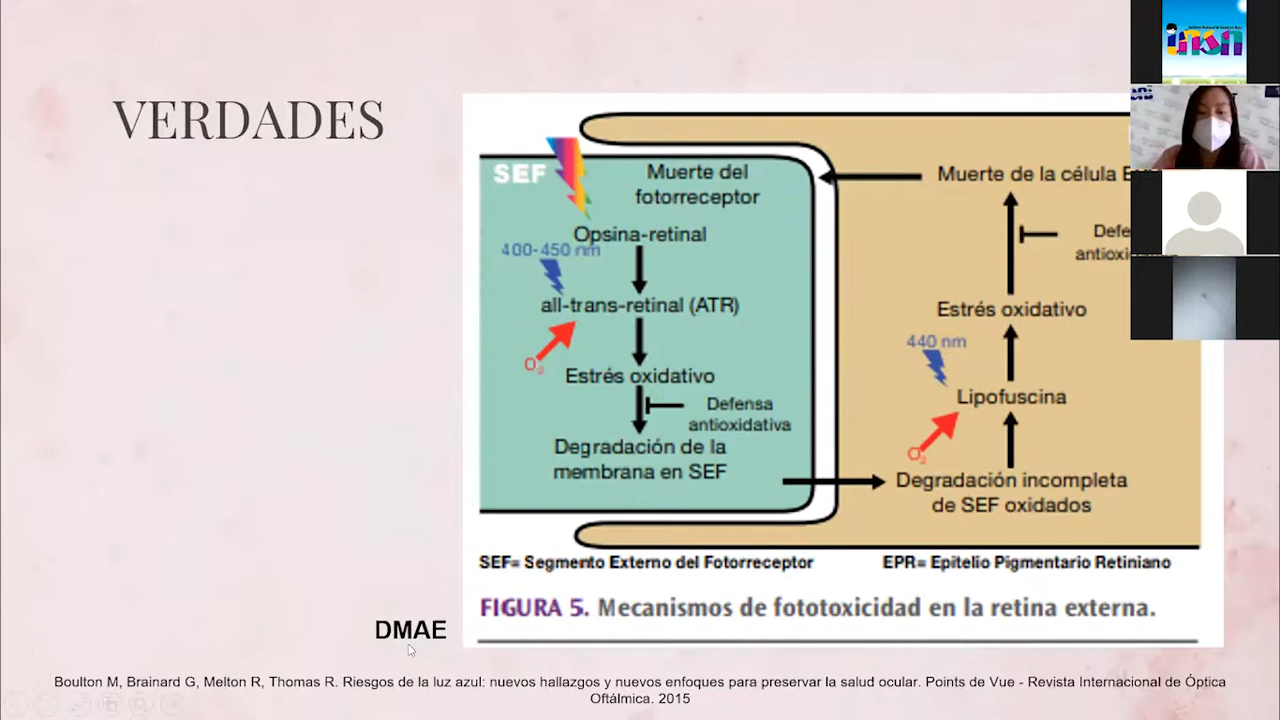 VERDADES
SEF
Muerte del
fotorreceptor
Opsina-retinal
400-450 nm
all-trans-retinal (ATR)
O₂
Estrés oxidativo
Defensa
antioxidativa
Degradación de la
membrana en SEF
Muerte de la célula
Estrés oxidativo
440 nm
Lipofuscina
O₂
Degradación incompleta
de SEF oxidados
SEF= Segmento Externo del Fotorreceptor
EPR= Epitelio Pigmentario Retiniano
FIGURA 5. Mecanismos de fototoxicidad en la retina externa.
DMAE
Boulton M, Brainard G, Melton R, Thomas R. Riesgos de la luz azul: nuevos hallazgos y nuevos enfoques para preservar la salud ocular. Points de Vue - Revista Internacional de Óptica
Oftálmica. 2015
insn